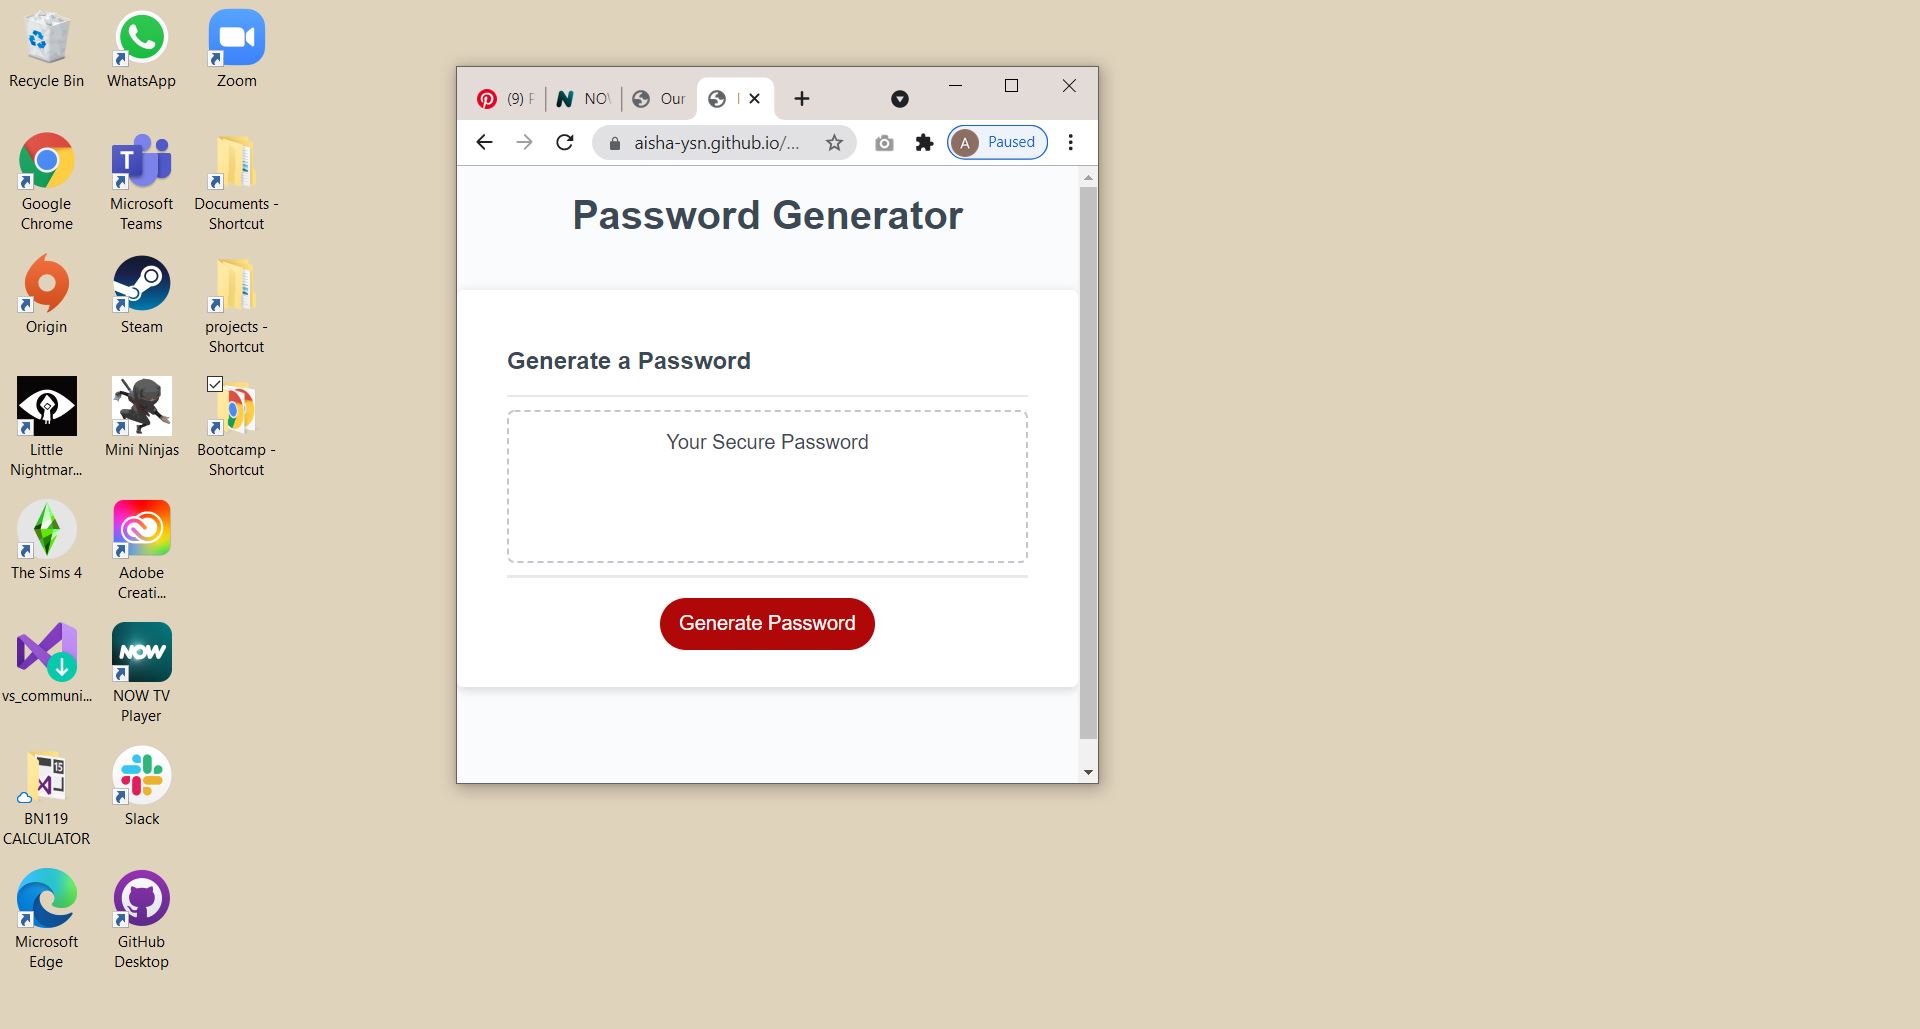 Recycle Bin
WhatsApp
Zoom
Google
Chrome
Microsoft
Teams
Documents -
Shortcut
Origin
Steam
projects -
Shortcut
Little
Nightmar...
Mini Ninjas
Bootcamp -
Shortcut
The Sims 4
Adobe
Creati...
vs_communi...
NOW
NOW TV
Player
15
BN119
CALCULATOR
Slack
Microsoft
Edge
GitHub
Desktop
(9)
NOV
Our
aisha-ysn.github.io/...
A
Paused
Password Generator
Generate a Password
Your Secure Password
Generate Password